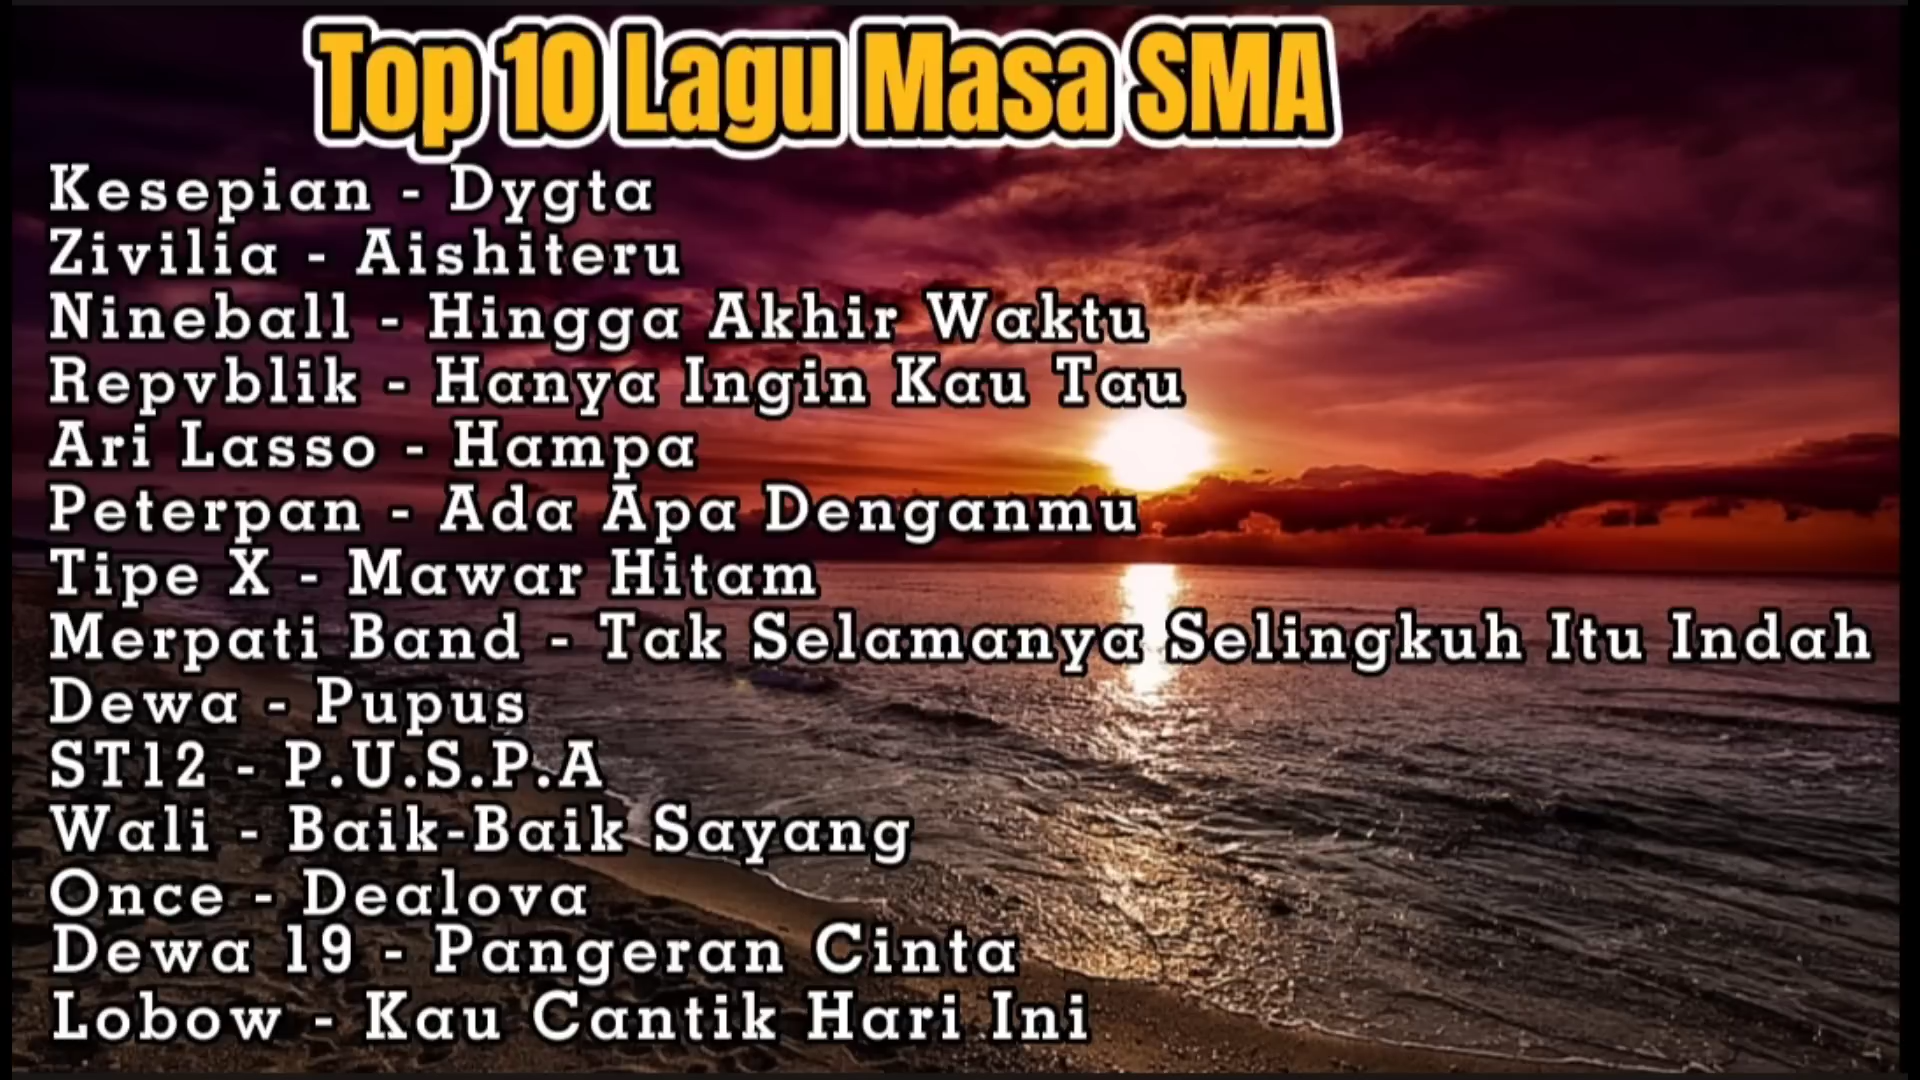 Top 10 Lagu Masa SMA
Kesepian - Dygta
Zivilia - Aishiteru
Nineball - Hingga Akhir Waktu
Repvblik - Hanya Ingin Kau Tau
Ari Lasso - Hampa
Peterpan - Ada Apa Denganmu
Tipe X - Mawar Hitam
Merpati Band - Tak Selamanya Selingkuh Itu Indah
Dewa - Pupus
ST12 - P.U.S.P.A
Wali - Baik-Baik Sayang
Once - Dealova
Dewa 19 - Pangeran Cinta
Lobow - Kau Cantik Hari Ini